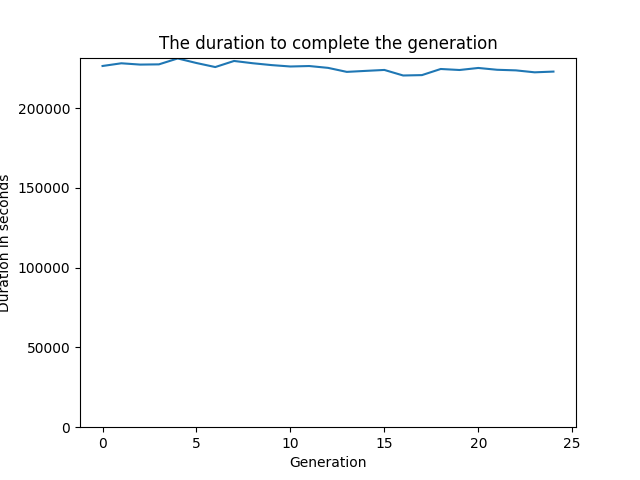 The duration to complete the generation
Duration in seconds
200000
150000
100000
50000
0
0 5 10 15 20 25
Generation